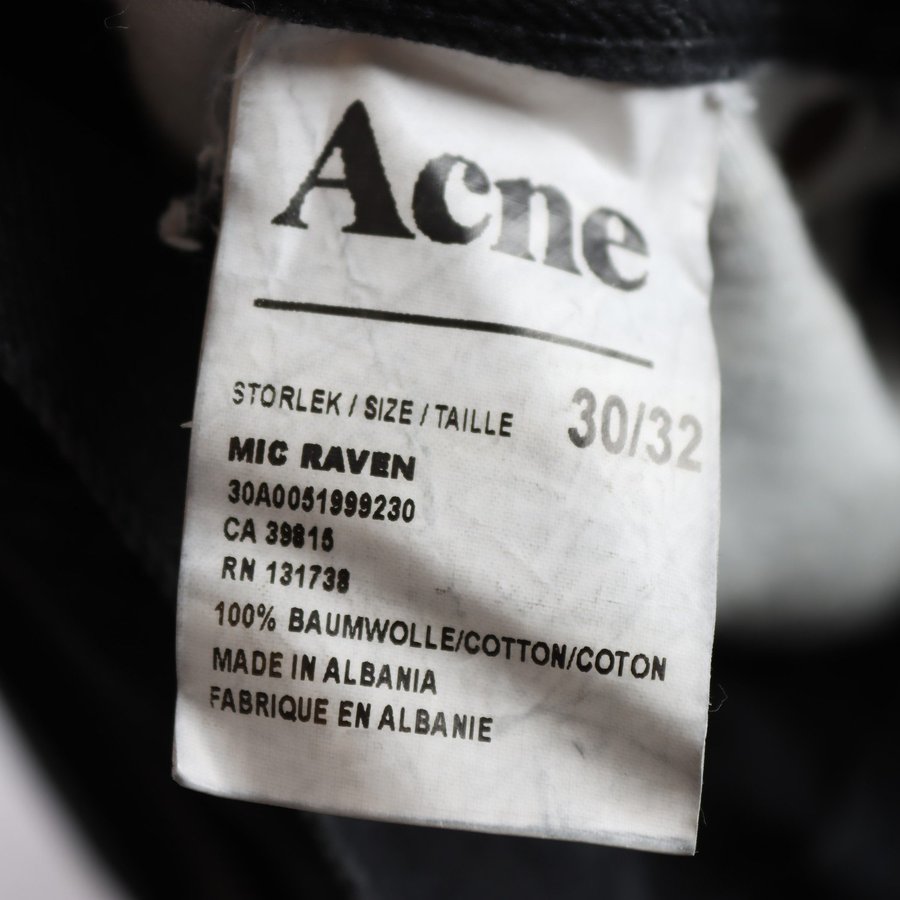 Acne
STORLEK / SIZE / TAILLE 30/32
MIC RAVEN
30A0051999230
CA 39815
RN 131738
100% BAUMWOLLE/COTTON/COTON
MADE IN ALBANIA
FABRIQUE EN ALBANIE